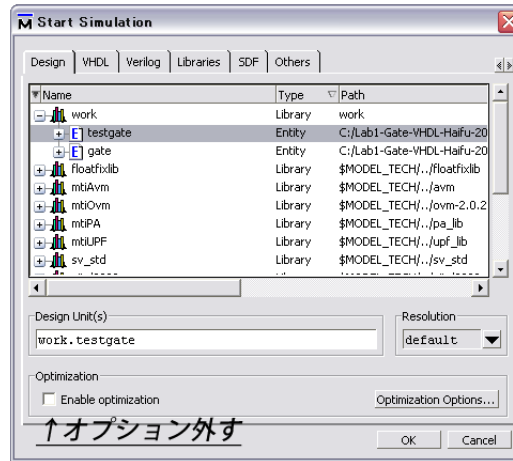 Start Simulation
Design VHDL Verilog Libraries SDF Others
Name Type Path
work Library work
testgate Entity C:/Lab1-Gate-VHDL-Haifu-20
gate Entity C:/Lab1-Gate-VHDL-Haifu-20
floatfixlib Library $MODEL_TECH/../floatfixlib
mtiAvm Library $MODEL_TECH/../avm
mtiOvm Library $MODEL_TECH/../ovm-2.0.2
mtiPA Library $MODEL_TECH/../pa_lib
mtiUPF Library $MODEL_TECH/../upf_lib
sv_std Library $MODEL_TECH/../sv_std
Design Unit(s) Resolution
work.testgate default
Optimization
Enable optimization Optimization Options...
↑オプション外す
OK Cancel